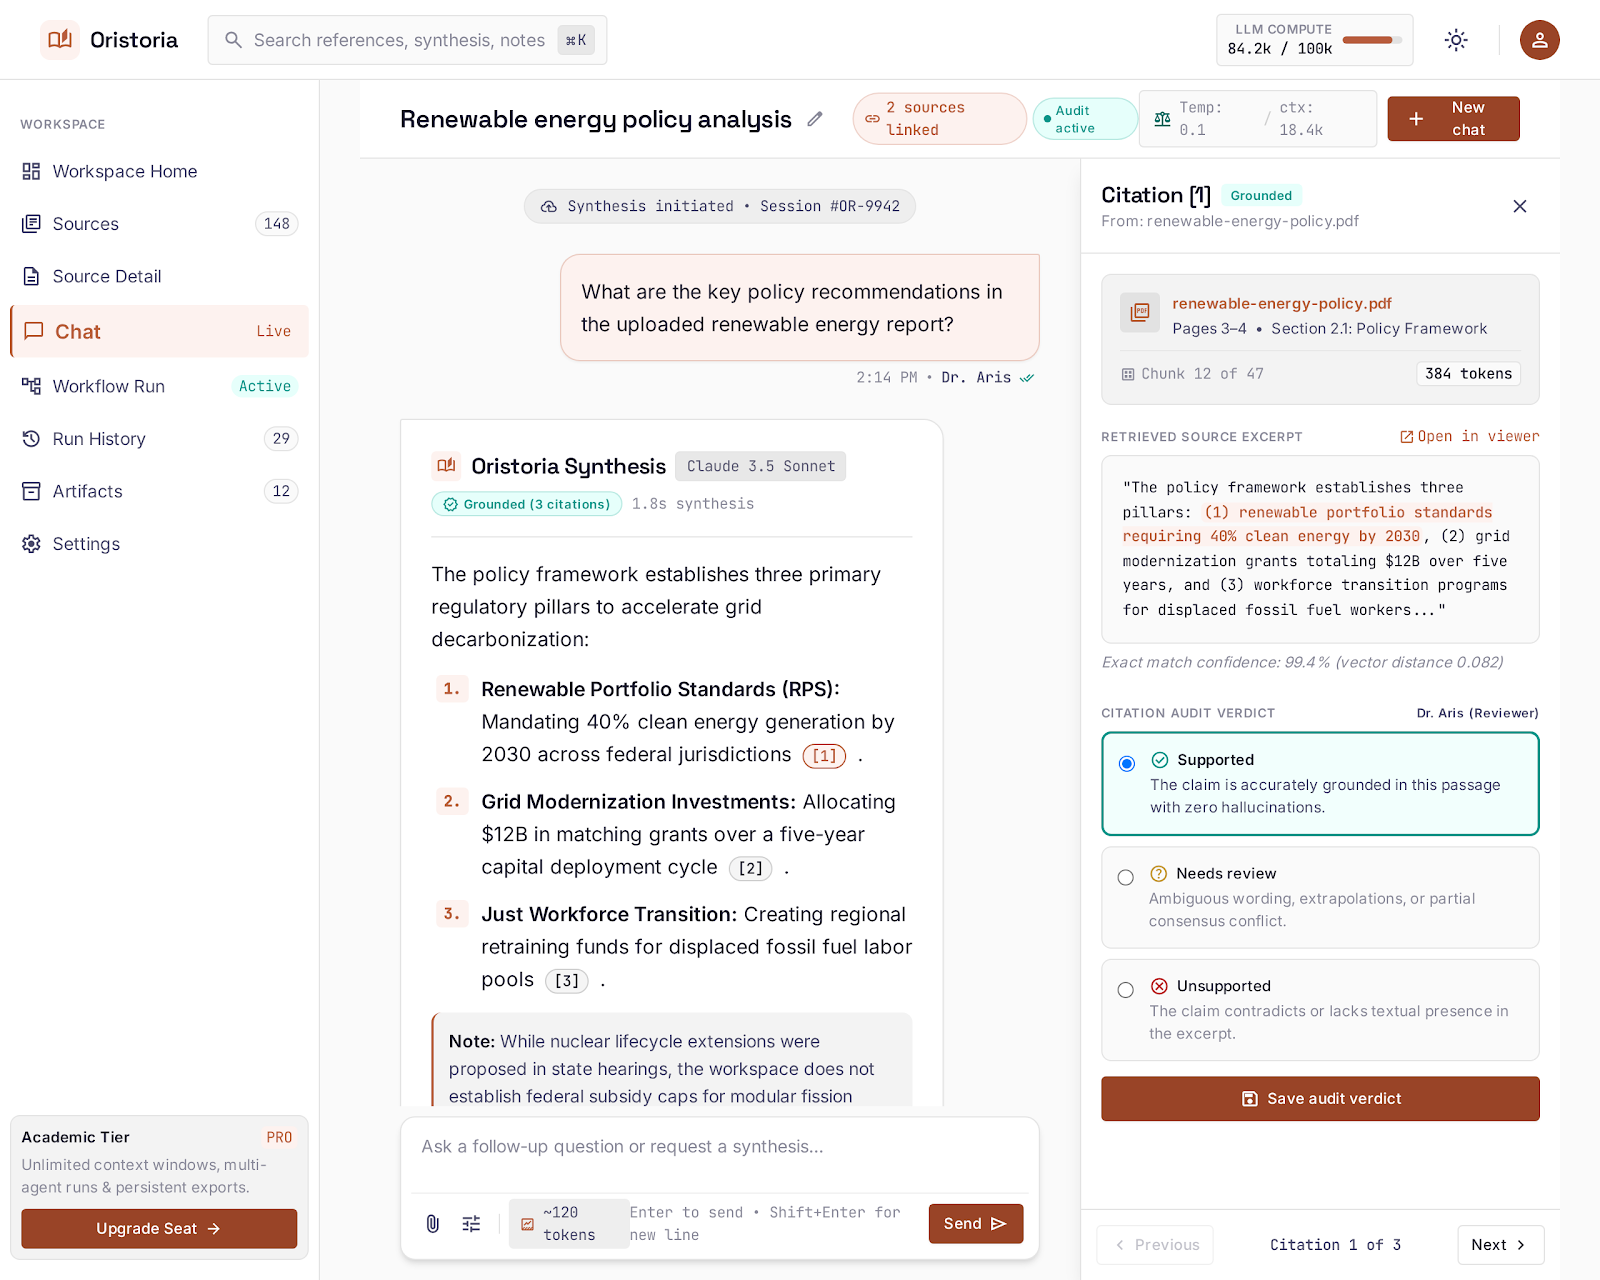 Oristoria
Search references, synthesis, notes
⌘K
LLM COMPUTE
84.2k / 100k
WORKSPACE
Workspace Home
Sources
148
Source Detail
Chat
Live
Workflow Run
Active
Run History
29
Artifacts
12
Settings
Academic Tier
PRO
Unlimited context windows, multi-
agent runs & persistent exports.
Upgrade Seat →
Renewable energy policy analysis
2 sources
linked
Audit
active
Temp:
0.1
/
ctx:
18.4k
New
chat
Synthesis initiated • Session #OR-9942
What are the key policy recommendations in
the uploaded renewable energy report?
2:14 PM • Dr. Aris
Oristoria Synthesis
Claude 3.5 Sonnet
Grounded (3 citations)
1.8s synthesis
The policy framework establishes three primary
regulatory pillars to accelerate grid
decarbonization:
1. Renewable Portfolio Standards (RPS):
Mandating 40% clean energy generation by
2030 across federal jurisdictions [1] .
2. Grid Modernization Investments: Allocating
$12B in matching grants over a five-year
capital deployment cycle [2] .
3. Just Workforce Transition: Creating regional
retraining funds for displaced fossil fuel labor
pools [3] .
Note: While nuclear lifecycle extensions were
proposed in state hearings, the workspace does not
establish federal subsidy caps for modular fission
Ask a follow-up question or request a synthesis...
~120
tokens
Enter to send • Shift+Enter for
new line
Send
Citation [1]
Grounded
From: renewable-energy-policy.pdf
PDF
renewable-energy-policy.pdf
Pages 3–4 • Section 2.1: Policy Framework
Chunk 12 of 47
384 tokens
RETRIEVED SOURCE EXCERPT
Open in viewer
"The policy framework establishes three
pillars: (1) renewable portfolio standards
requiring 40% clean energy by 2030, (2) grid
modernization grants totaling $12B over five
years, and (3) workforce transition programs
for displaced fossil fuel workers..."
Exact match confidence: 99.4% (vector distance 0.082)
CITATION AUDIT VERDICT
Dr. Aris (Reviewer)
Supported
The claim is accurately grounded in this passage
with zero hallucinations.
Needs review
Ambiguous wording, extrapolations, or partial
consensus conflict.
Unsupported
The claim contradicts or lacks textual presence in
the excerpt.
Save audit verdict
Previous
Citation 1 of 3
Next